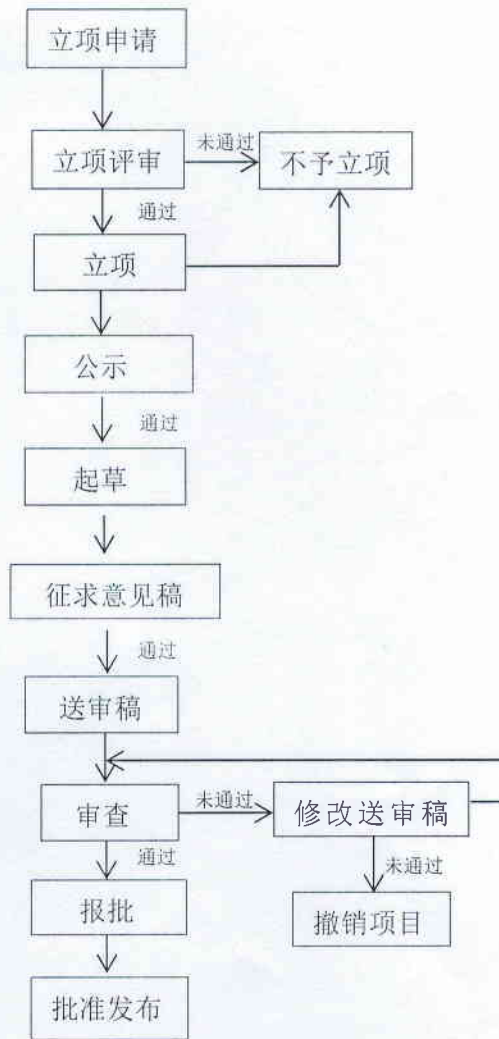 立项申请
立项评审
未通过
不予立项
通过
立项
公示
通过
起草
征求意见稿
通过
送审稿
审查
未通过
修改送审稿
通过
未通过
报批
撤销项目
批准发布